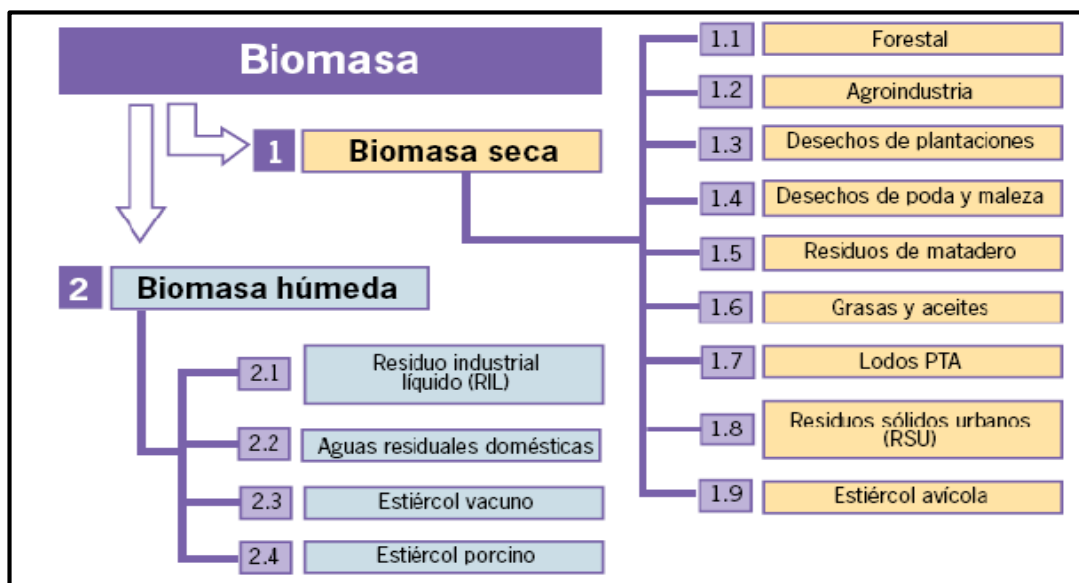 Biomasa
1 Biomasa seca
1.1 Forestal
1.2 Agroindustria
1.3 Desechos de plantaciones
1.4 Desechos de poda y maleza
1.5 Residuos de matadero
1.6 Grasas y aceites
1.7 Lodos PTA
1.8 Residuos sólidos urbanos
(RSU)
1.9 Estiércol avícola
2 Biomasa húmeda
2.1 Residuo industrial
líquido (RIL)
2.2 Aguas residuales domésticas
2.3 Estiércol vacuno
2.4 Estiércol porcino